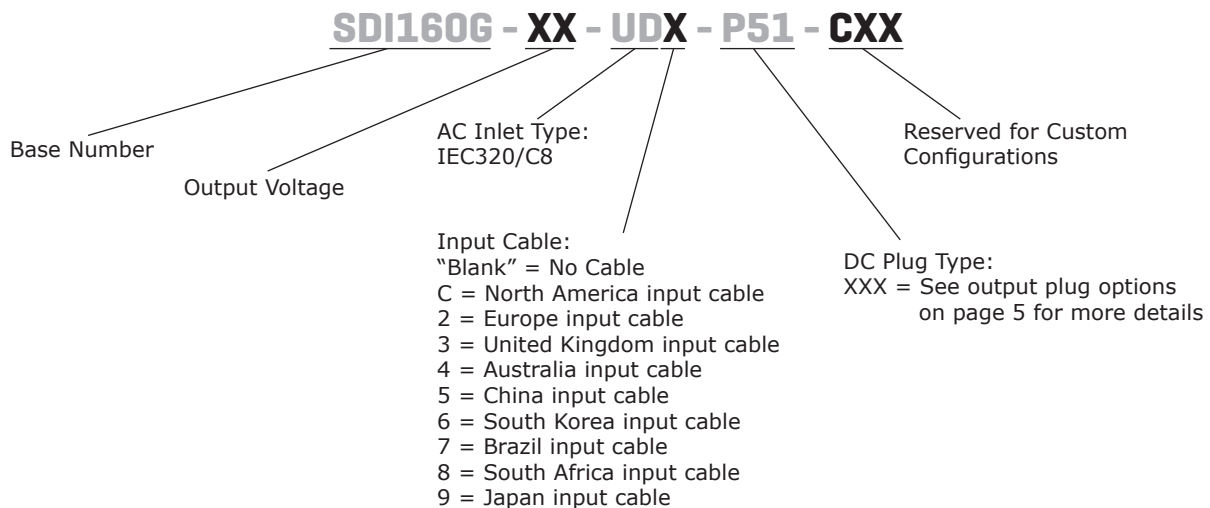 SDI160G - XX - UDX - P51 - CXX
Base Number
Output Voltage
AC Inlet Type:
IEC320/C8
Reserved for Custom
Configurations
Input Cable:
“Blank” = No Cable
C = North America input cable
2 = Europe input cable
3 = United Kingdom input cable
4 = Australia input cable
5 = China input cable
6 = South Korea input cable
7 = Brazil input cable
8 = South Africa input cable
9 = Japan input cable
DC Plug Type:
XXX = See output plug options
on page 5 for more details